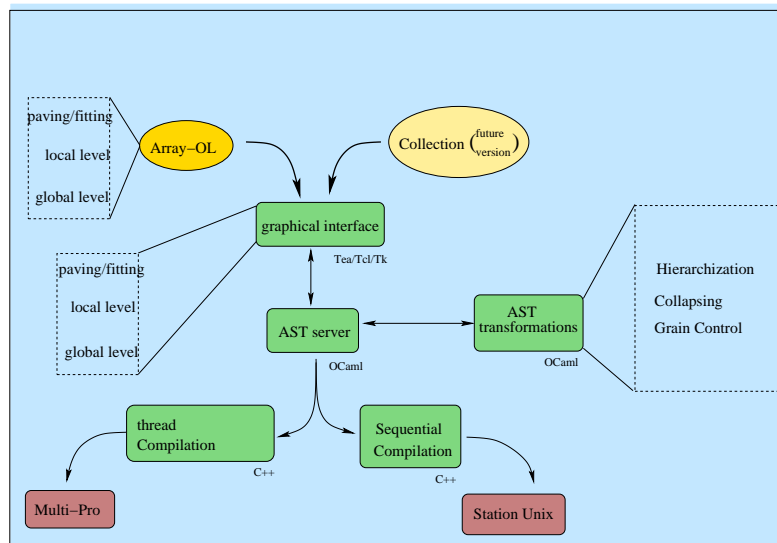 paving/fitting
local level
global level
Array-OL
Collection (future version)
graphical interface
Tea/Tcl/Tk
paving/fitting
local level
global level
AST server
OCaml
AST
transformations
OCaml
Hierarchization
Collapsing
Grain Control
thread
Compilation
C++
Sequential
Compilation
C++
Multi-Pro
Station Unix